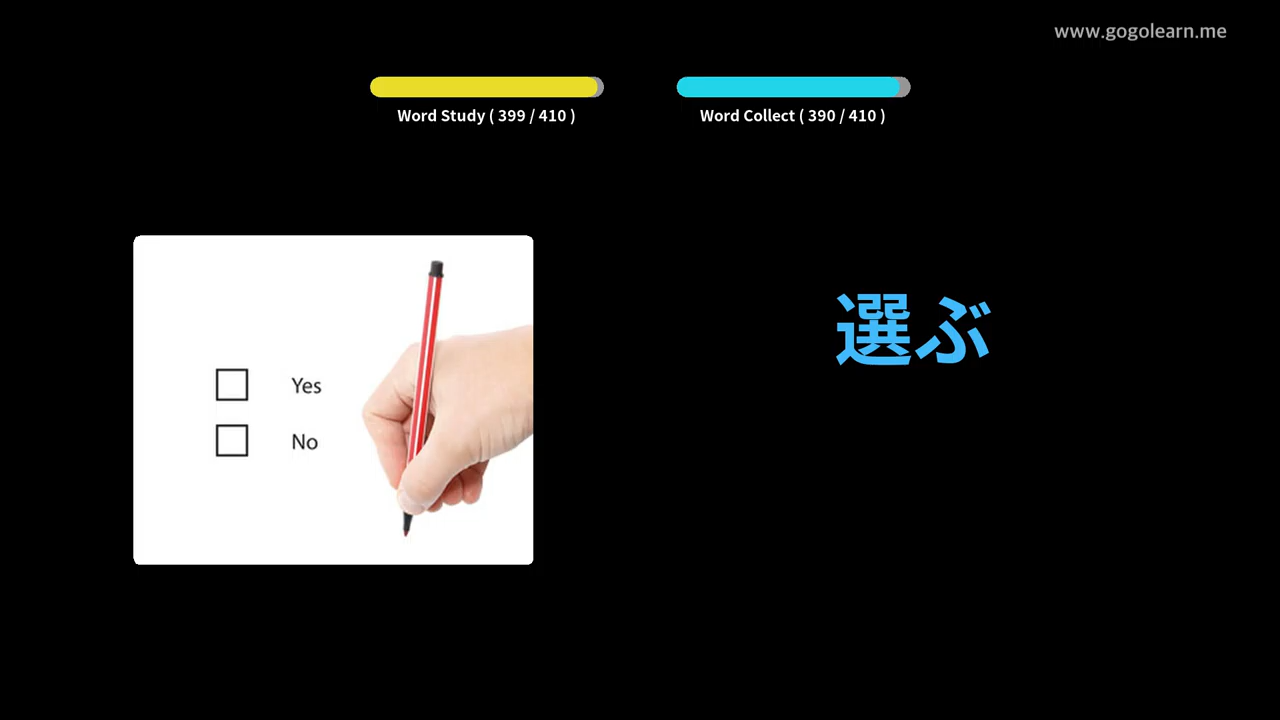 www.gogolearn.me
Word Study ( 399 / 410 )
Word Collect ( 390 / 410 )
Yes
No
選ぶ